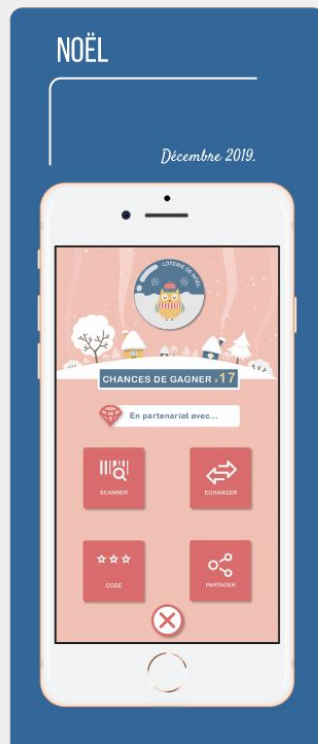 NOËL
Décembre 2019.
LOTERIE DE NOËL
CHANCES DE GAGNER x17
En partenariat avec...
SCANNER
ECHANGER
CODE
PARTAGER